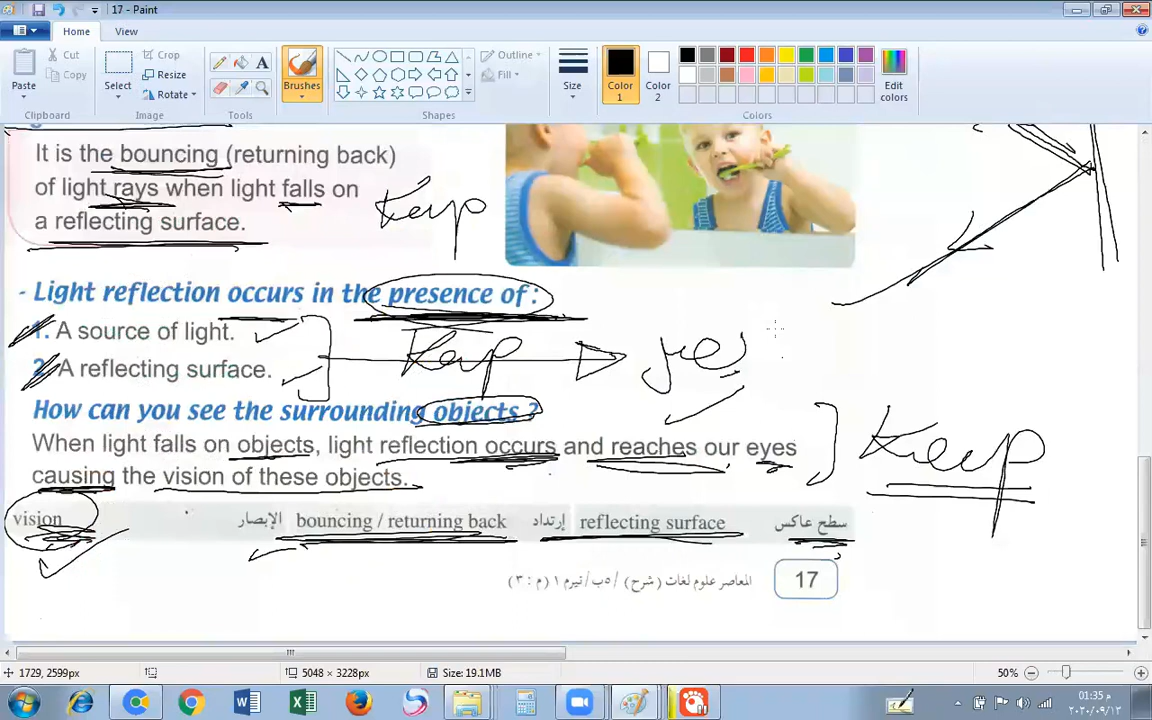 17 - Paint
Home View
Paste Cut Copy Clipboard
Select Crop Resize Rotate Image
A Tools
Brushes
Shapes Outline Fill
Size
Color 1 Color 2 Edit colors Colors
It is the bouncing (returning back)
of light rays when light falls on
a reflecting surface.
Keep
- Light reflection occurs in the presence of :
1. A source of light.
2. A reflecting surface.
Keep yes
How can you see the surrounding objects ?
When light falls on objects, light reflection occurs and reaches our eyes
causing the vision of these objects.
Keep
vision الإبصار bouncing / returning back إرتداد reflecting surface سطح عاكس
المعاصر علوم لغات (شرح) / ٥ب / تيرم ١ (م : ٣) 17
1729, 2599px 5048 × 3228px Size: 19.1MB 50%
01:35 م
٢٠٢٠/٠٩/١٣